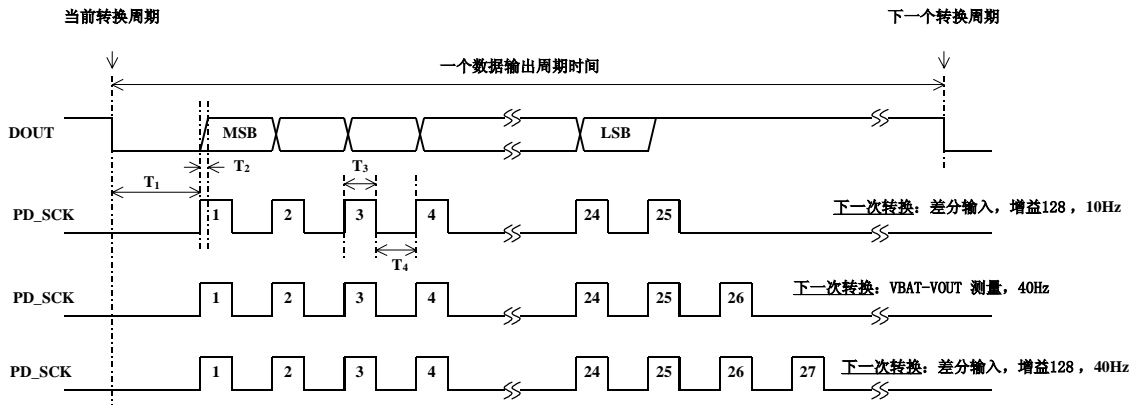 当前转换周期
下一个转换周期
一个数据输出周期时间
DOUT
MSB
LSB
T2
T3
T1
PD_SCK
1
2
3
4
24
25
下一次转换：差分输入，增益128，10Hz
T4
PD_SCK
1
2
3
4
24
25
26
下一次转换：VBAT-VOUT 测量，40Hz
PD_SCK
1
2
3
4
24
25
26
27
下一次转换：差分输入，增益128，40Hz